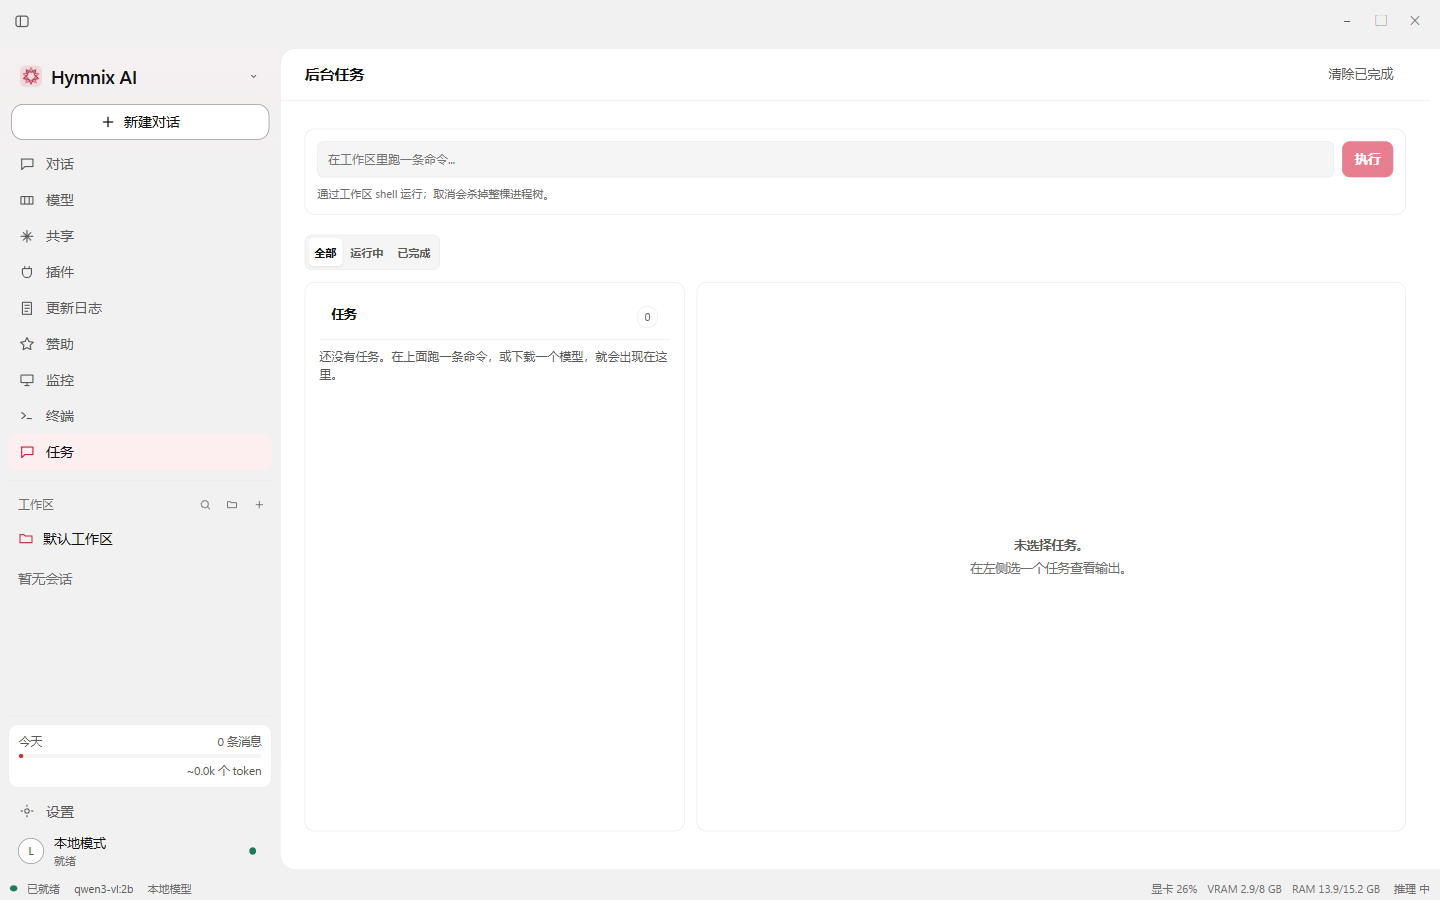 Hymnix AI
新建对话
对话
模型
共享
插件
更新日志
赞助
监控
终端
任务
工作区
默认工作区
暂无会话
今天 0 条消息
~0.0k 个 token
设置
L 本地模式
就绪
后台任务 清除已完成
在工作区里跑一条命令... 执行
通过工作区 shell 运行；取消会杀掉整棵进程树。
全部 运行中 已完成
任务 0
还没有任务。在上面跑一条命令，或下载一个模型，就会出现在这
里。
未选择任务。
在左侧选一个任务查看输出。
已就绪 qwen3-vl:2b 本地模型 显卡 26% VRAM 2.9/8 GB RAM 13.9/15.2 GB 推理 中